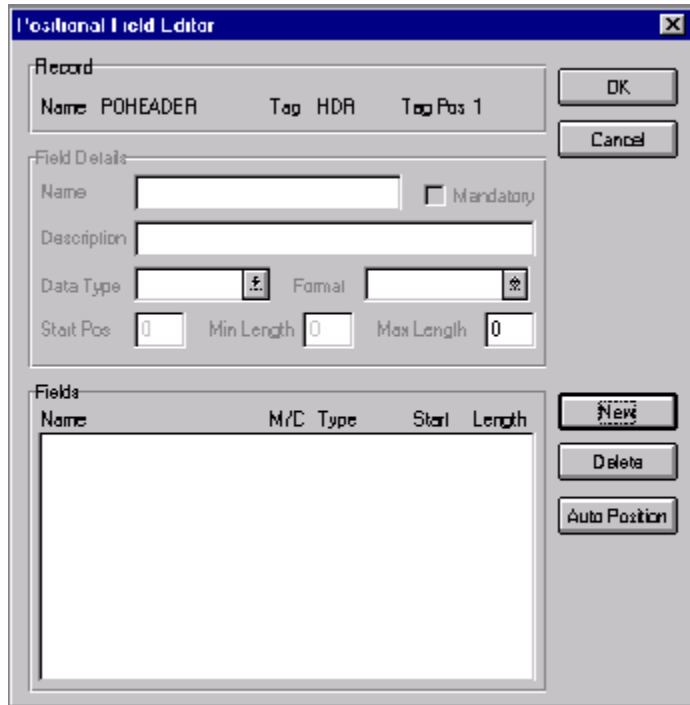 Positional Field Editor
Record
Name POHEADER Tag HDR Tag Pos 1
OK
Cancel
Field Details
Name Mandatory
Description
Data Type Format
Start Pos 0 Min Length 0 Max Length 0
Fields
Name M/C Type Start Length
New
Delete
Auto Position